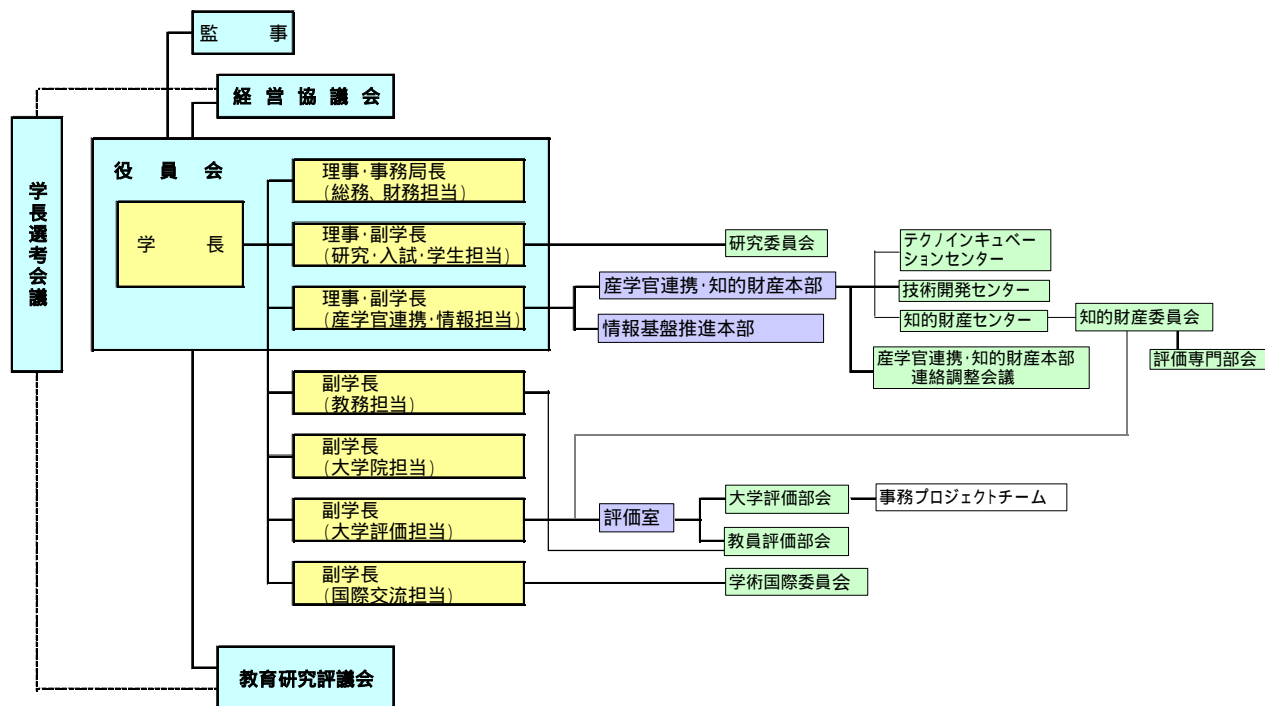 監 事
経 営 協 議 会
学長選考会議
役 員 会
学 長
理事・事務局長
(総務、財務担当)
理事・副学長
(研究・入試・学生担当)
理事・副学長
(産学官連携・情報担当)
副学長
(教務担当)
副学長
(大学院担当)
副学長
(大学評価担当)
副学長
(国際交流担当)
研究委員会
産学官連携・知的財産本部
情報基盤推進本部
テクノインキュベー
ションセンター
技術開発センター
知的財産センター
知的財産委員会
評価専門部会
産学官連携・知的財産本部
連絡調整会議
評価室
大学評価部会
事務プロジェクトチーム
教員評価部会
学術国際委員会
教育研究評議会